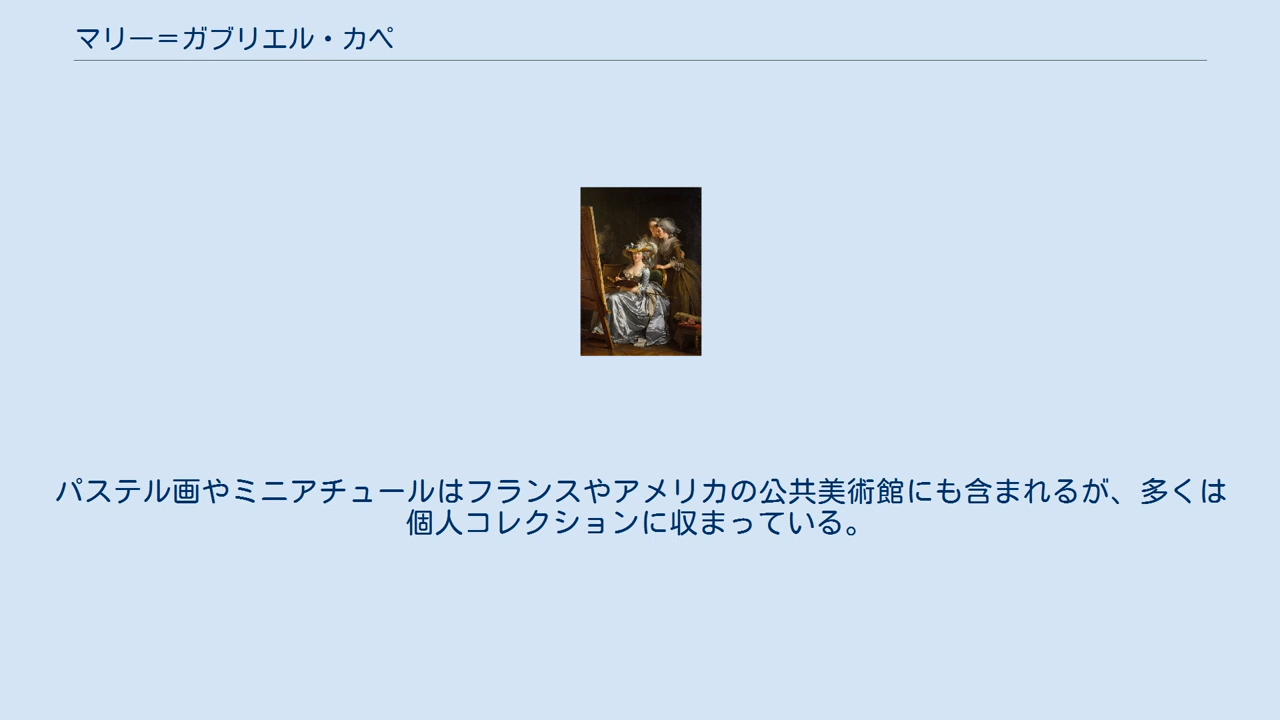 マリー＝ガブリエル・カペ
パステル画やミニアチュールはフランスやアメリカの公共美術館にも含まれるが、多くは
個人コレクションに収まっている。